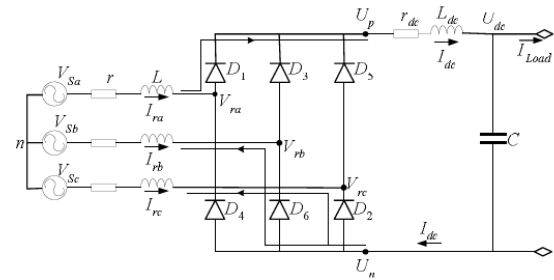 U_p
r_dc
L_dc
U_dc
I_dc
I_Load
V_Sa
r
L
D_1
D_3
D_5
I_ra
V_ra
V_Sb
n
I_rb
V_rb
C
V_Sc
V_rc
I_rc
D_4
D_6
D_2
I_dc
U_n